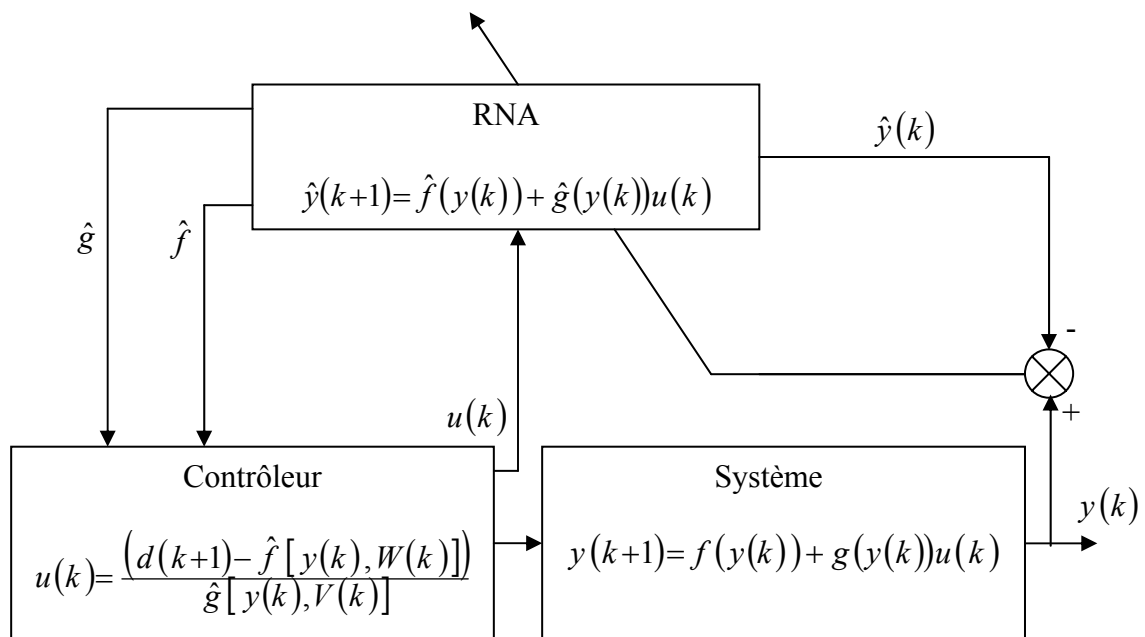 RNA
ŷ(k)
ŷ(k+1)= f̂(y(k))+ ĝ(y(k))u(k)
ĝ
f̂
-
+
u(k)
Contrôleur
Système
y(k)
u(k)= (d(k+1)− f̂[y(k),W(k)]) / ĝ[y(k),V(k)]
y(k+1)= f(y(k))+ g(y(k))u(k)